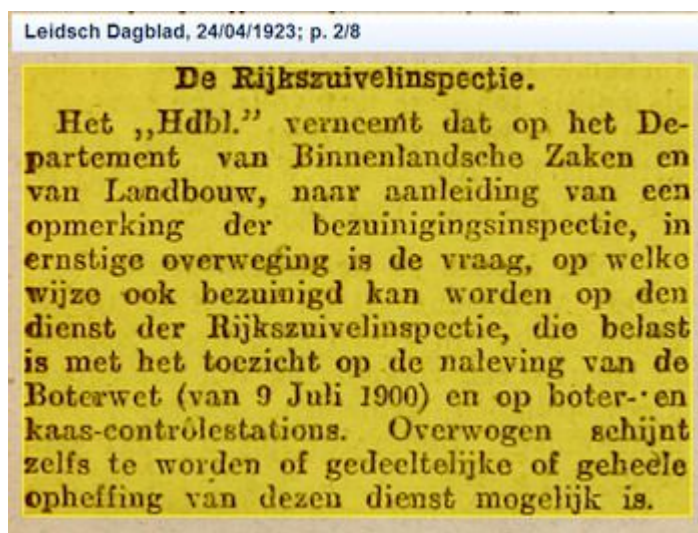 Leidsch Dagblad, 24/04/1923; p. 2/8
De Rijkszuivelinspectie.
Het „Hdbl.” verneemt dat op het De-
partement van Binnenlandsche Zaken en
van Landbouw, naar aanleiding van een
opmerking der bezuinigingsinspectie, in
ernstige overweging is de vraag, op welke
wijze ook bezuinigd kan worden op den
dienst der Rijkszuivelinspectie, die belast
is met het toezicht op de naleving van de
Boterwet (van 9 Juli 1900) en op boter- en
kaas-contrôlestations. Overwogen schijnt
zelfs te worden of gedeeltelijke of geheele
opheffing van dezen dienst mogelijk is.